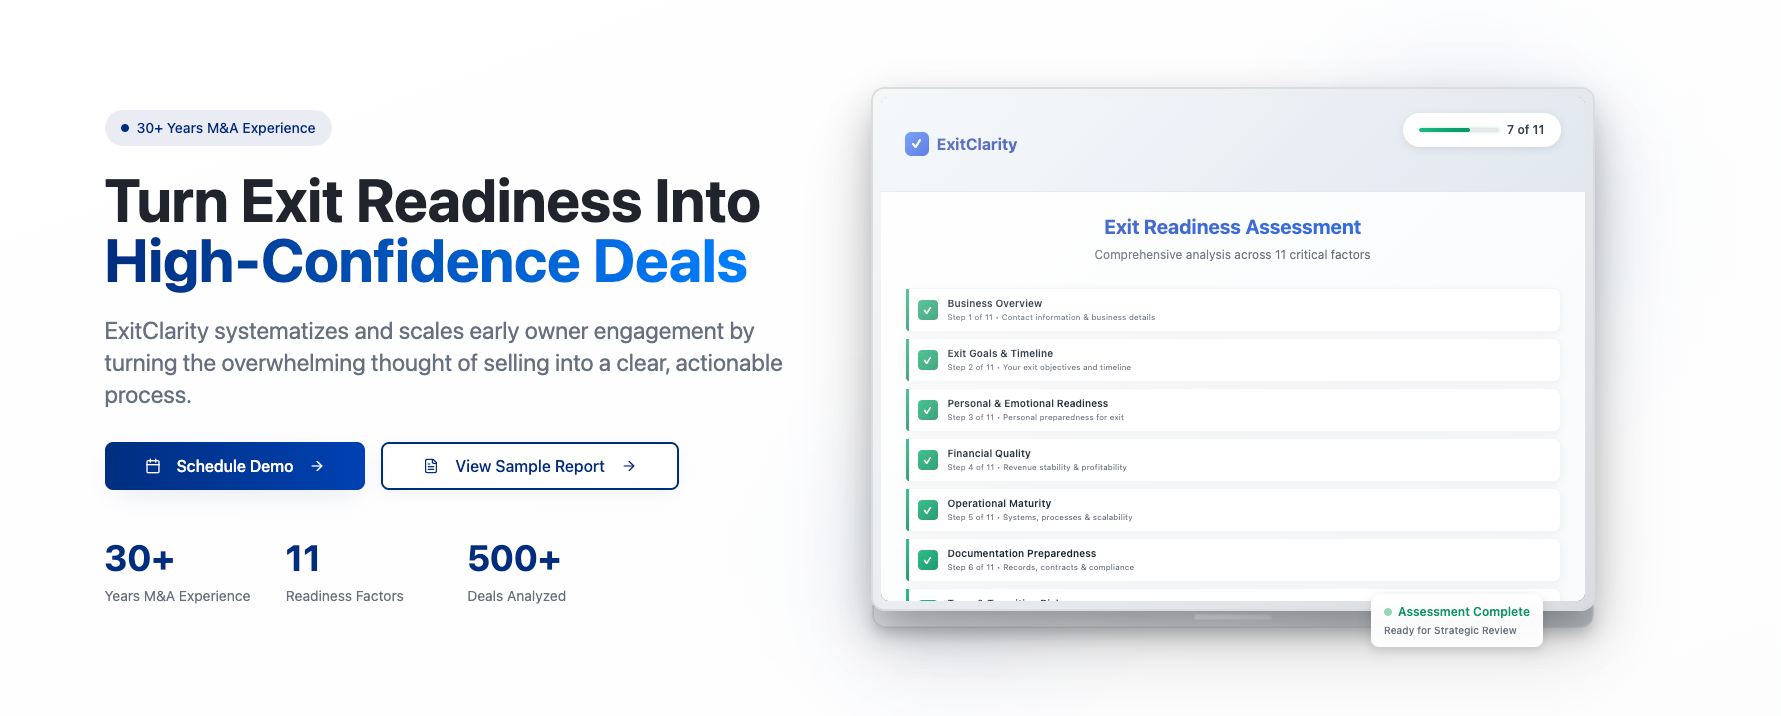 30+ Years M&A Experience
Turn Exit Readiness Into
High-Confidence Deals
ExitClarity systematizes and scales early owner engagement by
turning the overwhelming thought of selling into a clear, actionable
process.
Schedule Demo
View Sample Report
30+
Years M&A Experience
11
Readiness Factors
500+
Deals Analyzed
ExitClarity
7 of 11
Exit Readiness Assessment
Comprehensive analysis across 11 critical factors
Business Overview
Step 1 of 11 • Contact information & business details
Exit Goals & Timeline
Step 2 of 11 • Your exit objectives and timeline
Personal & Emotional Readiness
Step 3 of 11 • Personal preparedness for exit
Financial Quality
Step 4 of 11 • Revenue stability & profitability
Operational Maturity
Step 5 of 11 • Systems, processes & scalability
Documentation Preparedness
Step 6 of 11 • Records, contracts & compliance
Assessment Complete
Ready for Strategic Review